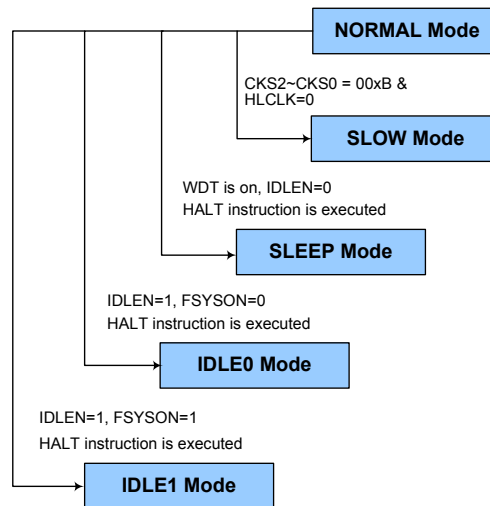 NORMAL Mode
CKS2~CKS0 = 00xB &
HLCLK=0
SLOW Mode
WDT is on, IDLEN=0
HALT instruction is executed
SLEEP Mode
IDLEN=1, FSYSON=0
HALT instruction is executed
IDLE0 Mode
IDLEN=1, FSYSON=1
HALT instruction is executed
IDLE1 Mode